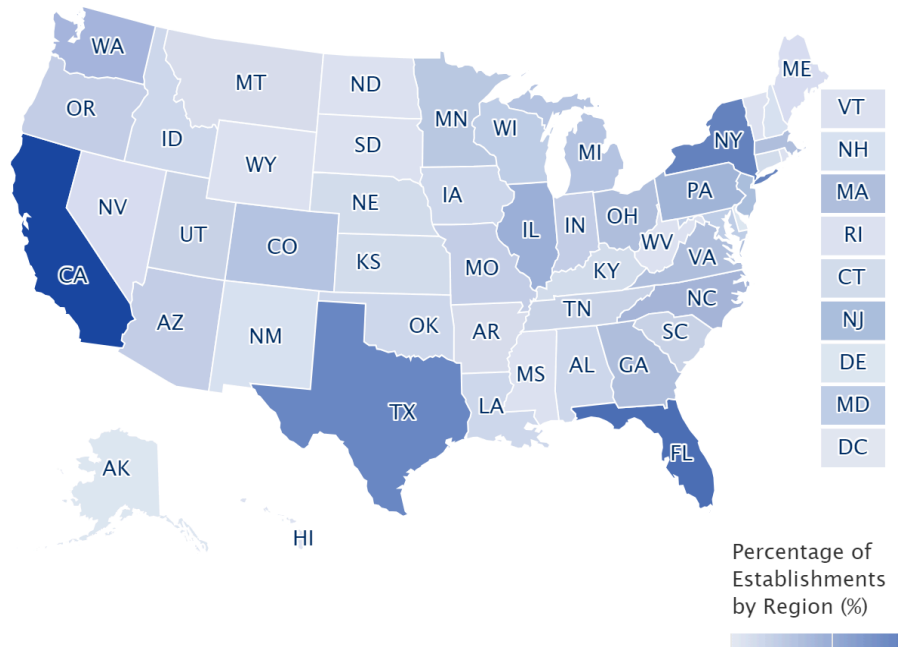 WA
MT
ND
ME
OR
MN
VT
ID
SD
WI
NY
NH
WY
MI
MA
NE
IA
PA
NV
RI
UT
CO
IL
IN
OH
WV
VA
CT
CA
KS
MO
KY
NC
NJ
AZ
NM
OK
TN
SC
DE
AR
MS
AL
GA
MD
TX
LA
DC
FL
AK
HI
Percentage of
Establishments
by Region (%)